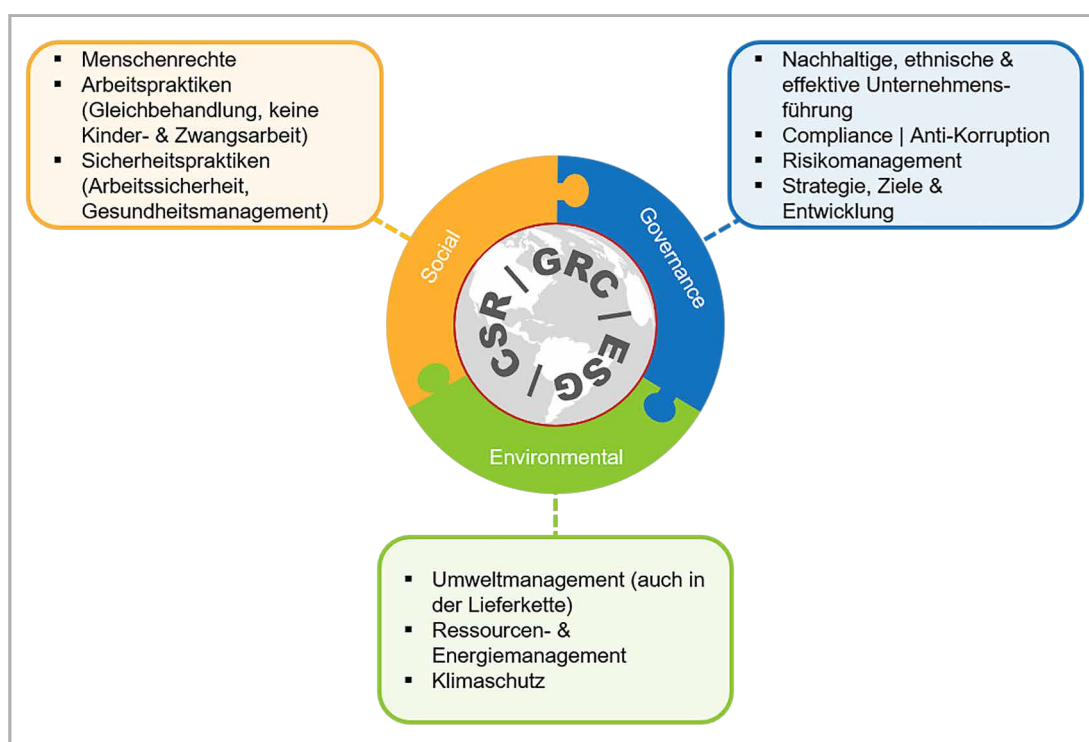 ▪ Menschenrechte
▪ Arbeitspraktiken
(Gleichbehandlung, keine
Kinder- & Zwangsarbeit)
▪ Sicherheitspraktiken
(Arbeitssicherheit,
Gesundheitsmanagement)
▪ Nachhaltige, ethnische &
effektive Unternehmens-
führung
▪ Compliance | Anti-Korruption
▪ Risikomanagement
▪ Strategie, Ziele &
Entwicklung
Social
Governance
CSR | GRC | ESG |
Environmental
▪ Umweltmanagement (auch in
der Lieferkette)
▪ Ressourcen- &
Energiemanagement
▪ Klimaschutz